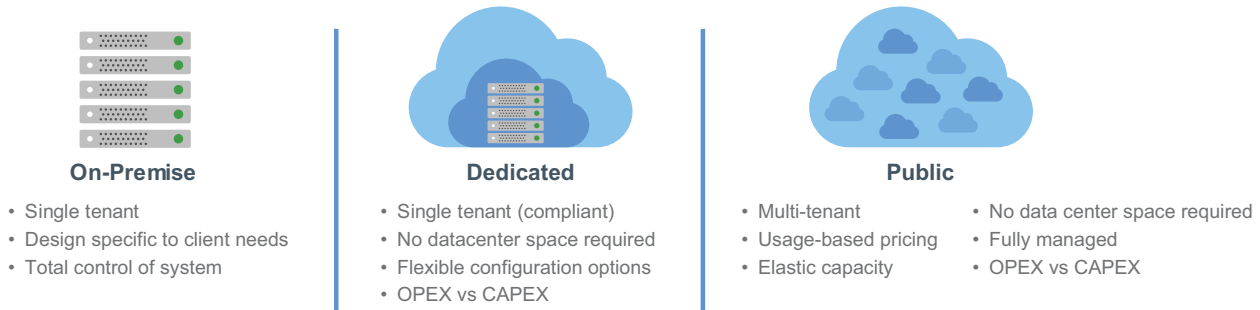 On-Premise
• Single tenant
• Design specific to client needs
• Total control of system
Dedicated
• Single tenant (compliant)
• No datacenter space required
• Flexible configuration options
• OPEX vs CAPEX
Public
• Multi-tenant
• Usage-based pricing
• Elastic capacity
• No data center space required
• Fully managed
• OPEX vs CAPEX